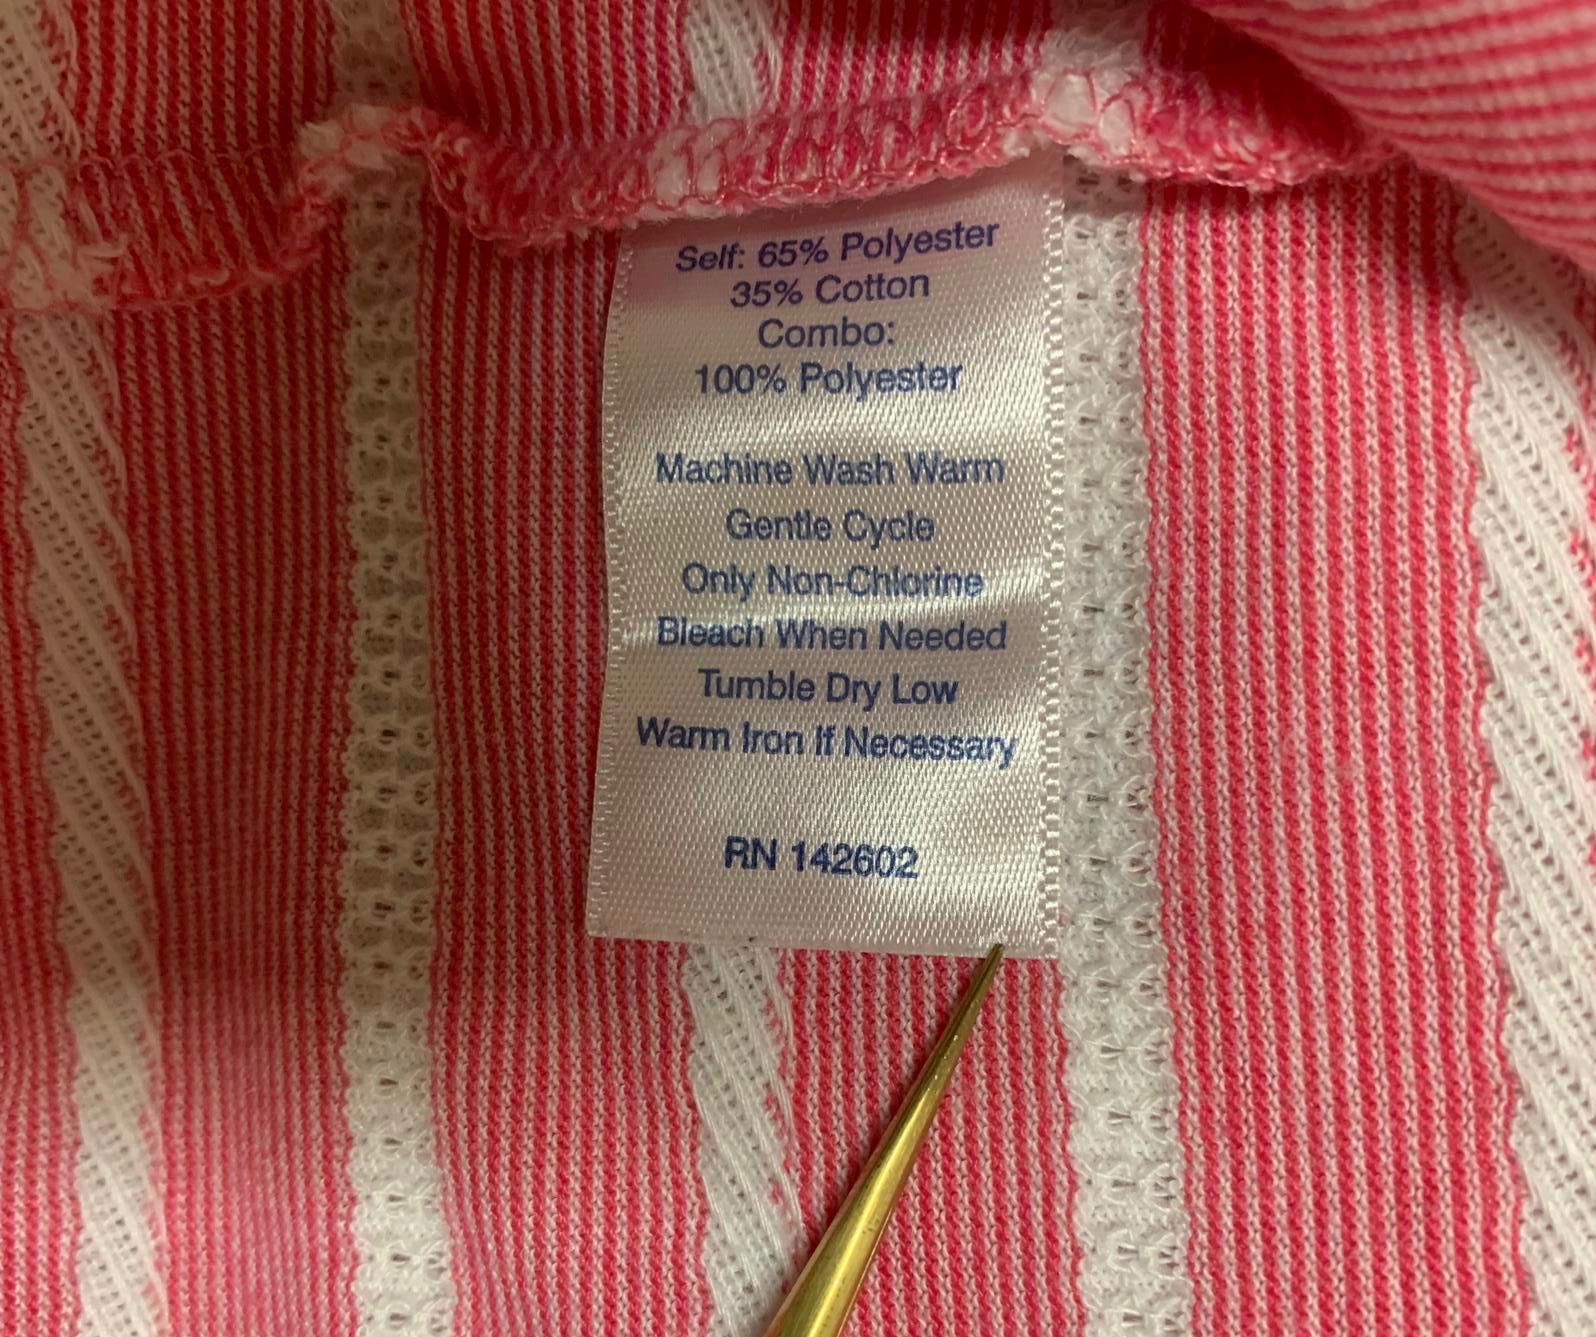 Self: 65% Polyester
35% Cotton
Combo:
100% Polyester
Machine Wash Warm
Gentle Cycle
Only Non-Chlorine
Bleach When Needed
Tumble Dry Low
Warm Iron If Necessary
RN 142602